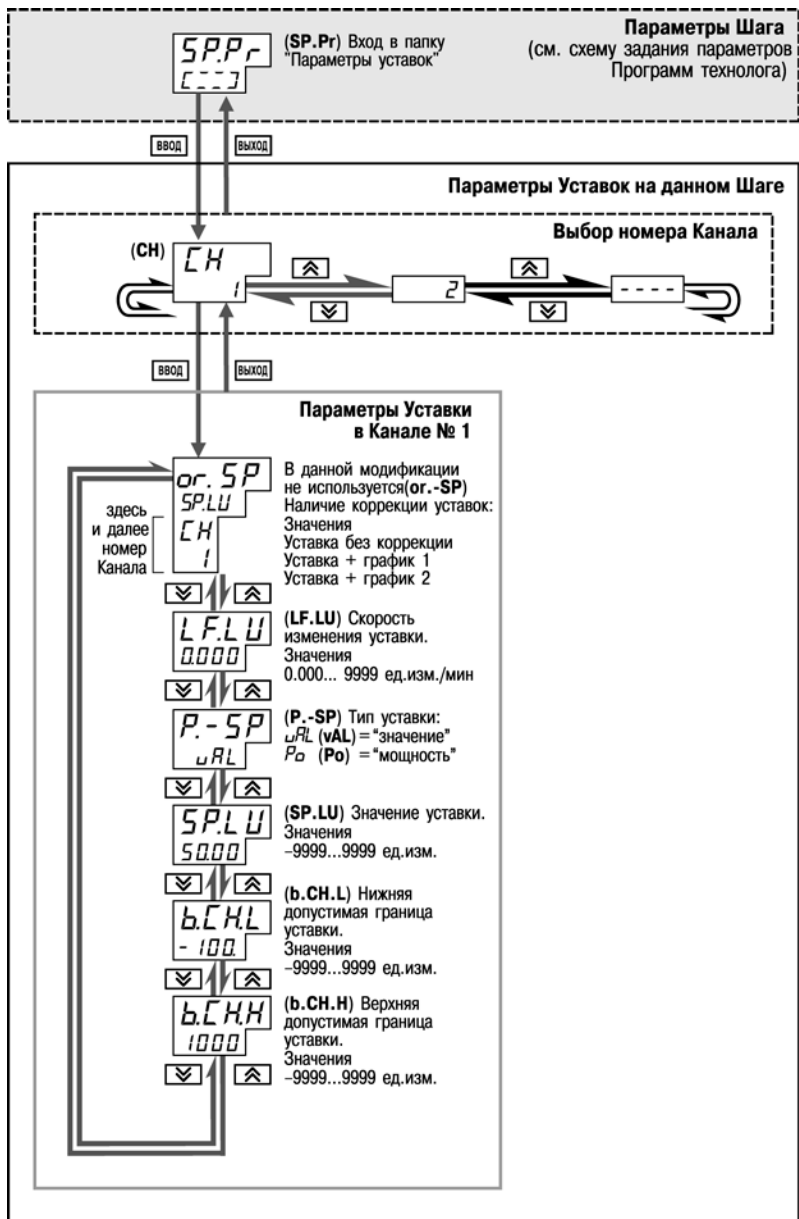 Параметры Шага
(см. схему задания параметров
Программ технолога)
SP.Pr
[---]
(SP.Pr) Вход в папку
"Параметры уставок"
ВВОД
ВЫХОД
Параметры Уставок на данном Шаге
Выбор номера Канала
(CH)
CH
1
2
----
ВВОД
ВЫХОД
Параметры Уставки
в Канале № 1
or. SP
SP.LU
CH
1
здесь
и далее
номер
Канала
В данной модификации
не используется(or.-SP)
Наличие коррекции уставок:
Значения
Уставка без коррекции
Уставка + график 1
Уставка + график 2
LF.LU
0.000
(LF.LU) Скорость
изменения уставки.
Значения
0.000... 9999 ед.изм./мин
P.-SP
vAL
(P.-SP) Тип уставки:
vAL (vAL)="значение"
Po (Po) ="мощность"
SP.LU
50.00
(SP.LU) Значение уставки.
Значения
–9999...9999 ед.изм.
b.CH.L
-100.
(b.CH.L) Нижняя
допустимая граница
уставки.
Значения
–9999...9999 ед.изм.
b.CH.H
1000
(b.CH.H) Верхняя
допустимая граница
уставки.
Значения
–9999...9999 ед.изм.